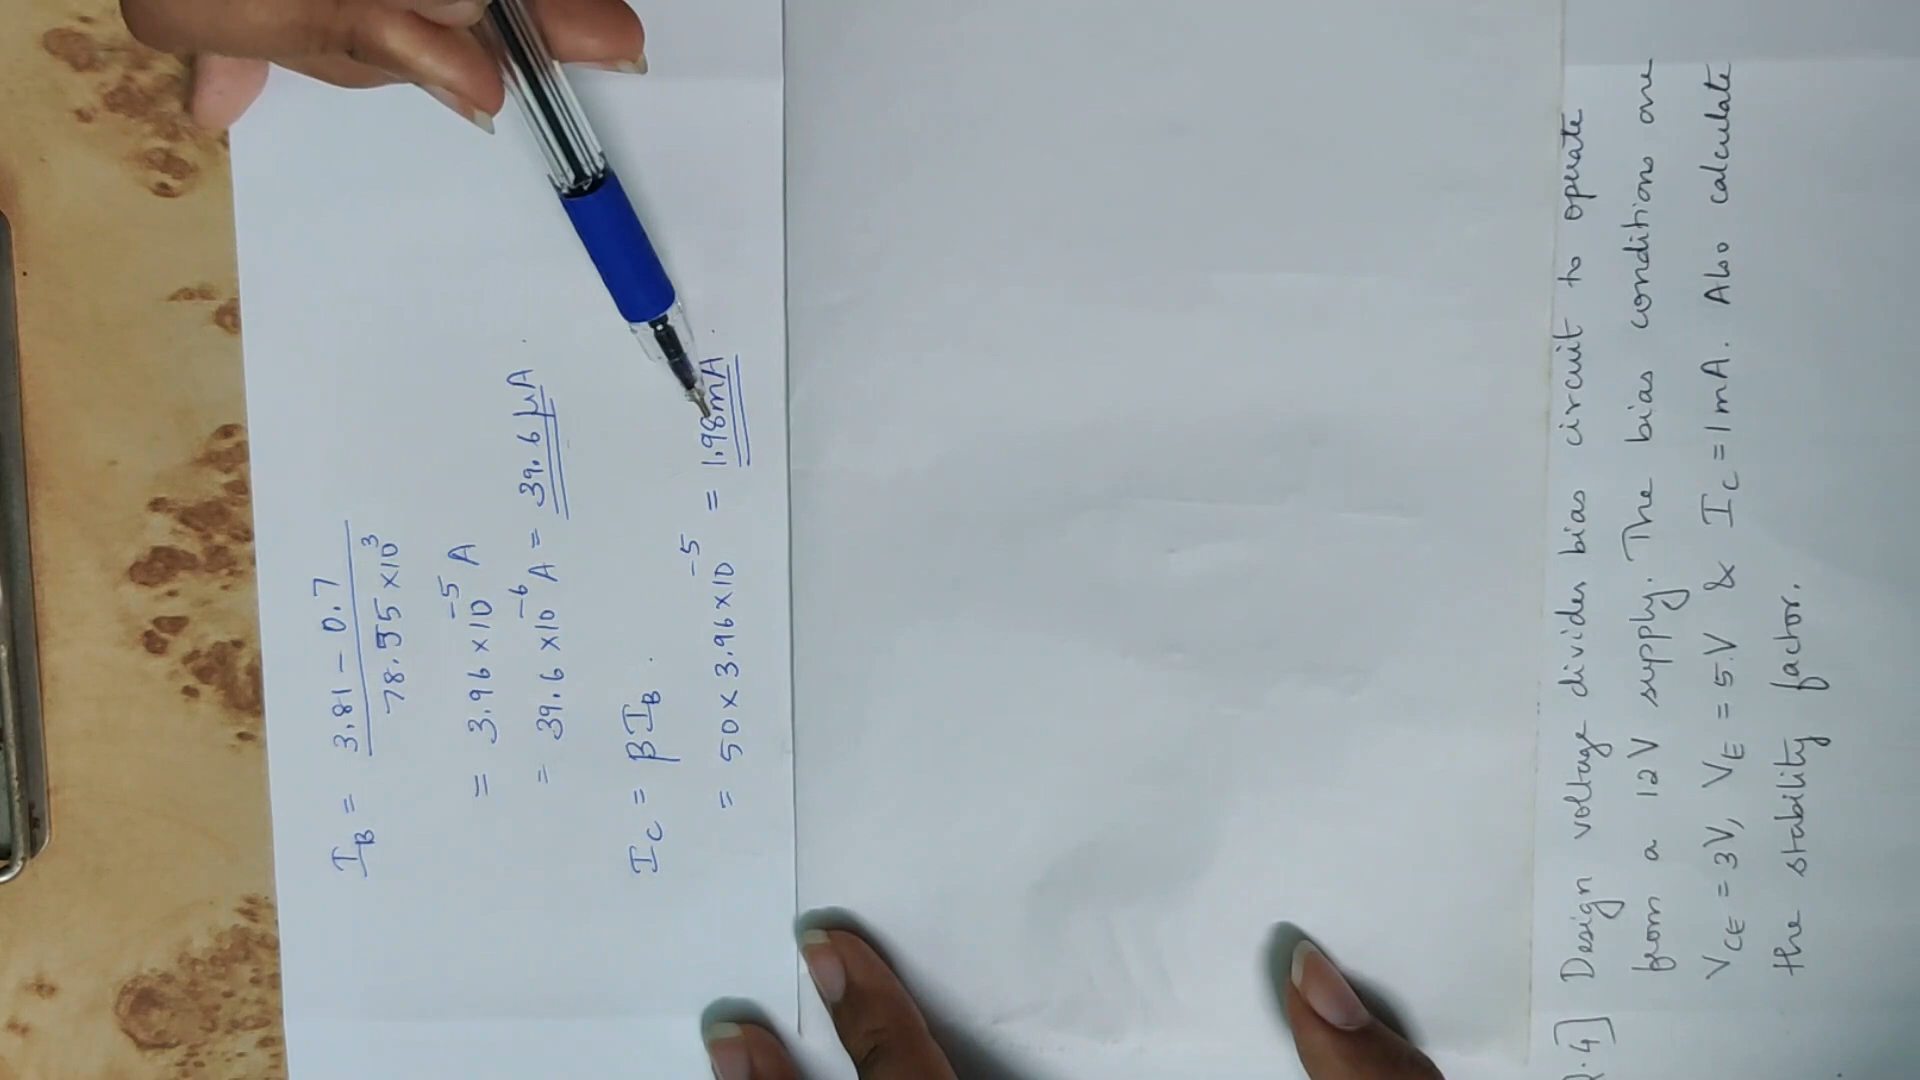 I_B = 3.81 - 0.7
78.55 × 10^3
= 3.96 × 10^-5 A
= 39.6 × 10^-6 A = 39.6 μA.
I_C = β I_B.
= 50 × 3.96 × 10^-5 = 1.98mA.
.4] Design voltage divider bias circuit to operate
from a 12V supply. The bias conditions are
V_CE = 3V, V_E = 5V & I_C = 1mA. Also calculate
the stability factor.